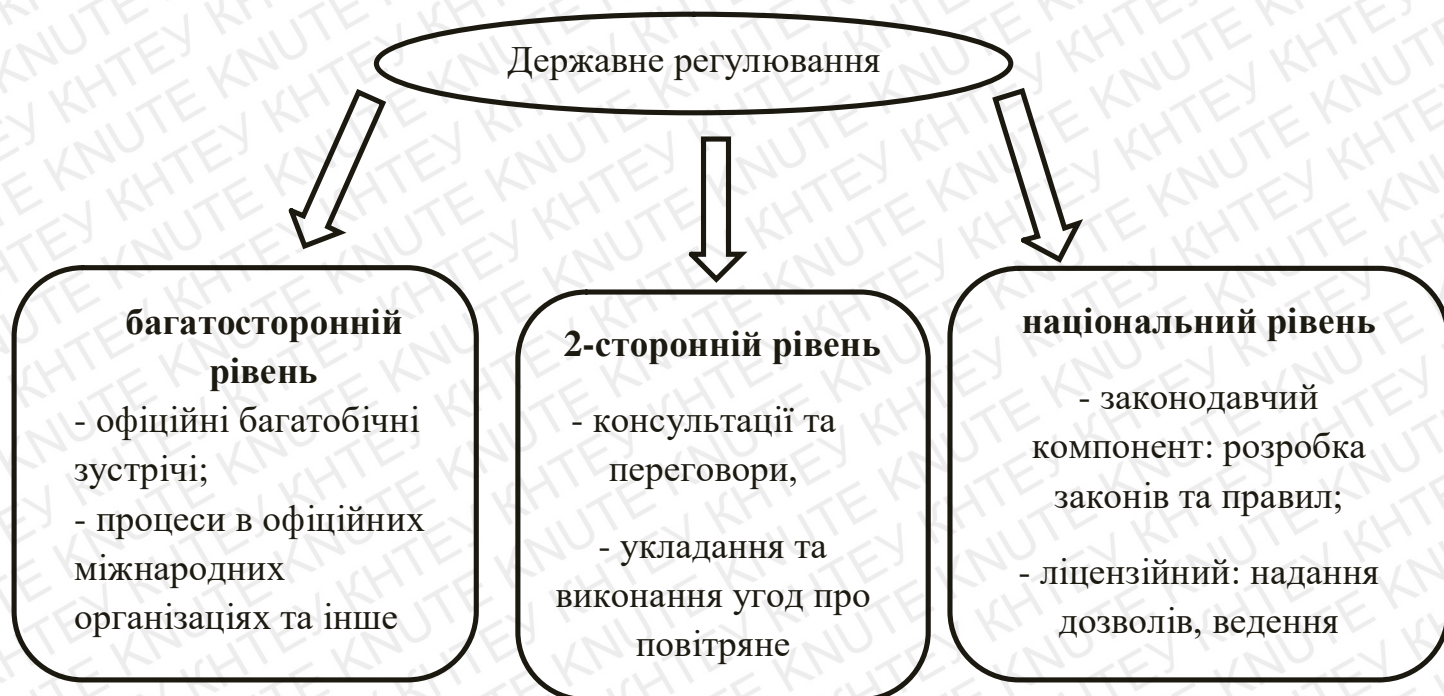 Державне регулювання
багатосторонній
рівень
- офіційні багатобічні
зустрічі;
- процеси в офіційних
міжнародних
організаціях та інше
2-сторонній рівень
- консультації та
переговори,
- укладання та
виконання угод про
повітряне
національний рівень
- законодавчий
компонент: розробка
законів та правил;
- ліцензійний: надання
дозволів, ведення